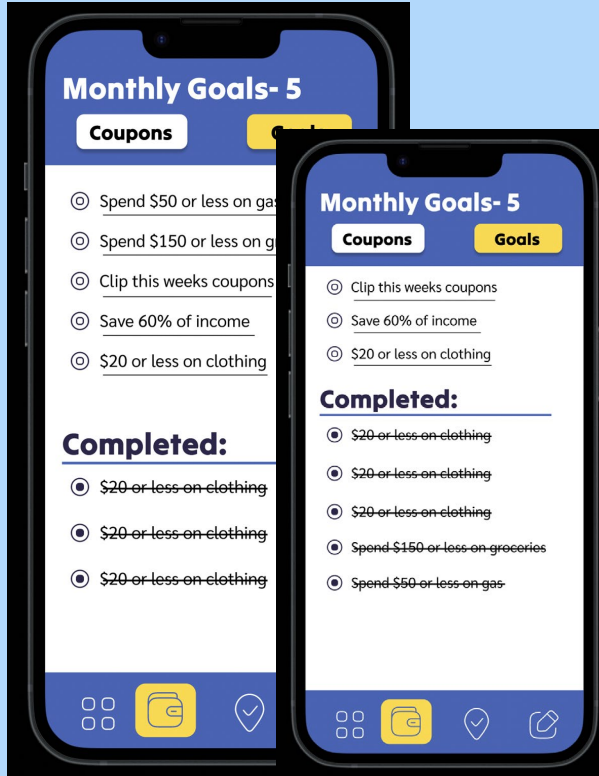 Monthly Goals- 5
Coupons
Spend $50 or less on gas
Spend $150 or less on
Clip this weeks coupons
Save 60% of income
$20 or less on clothing
Completed:
$20 or less on clothing
$20 or less on clothing
$20 or less on clothing
Monthly Goals- 5
Coupons Goals
Clip this weeks coupons
Save 60% of income
$20 or less on clothing
Completed:
$20 or less on clothing
$20 or less on clothing
$20 or less on clothing
Spend $150 or less on groceries
Spend $50 or less on gas